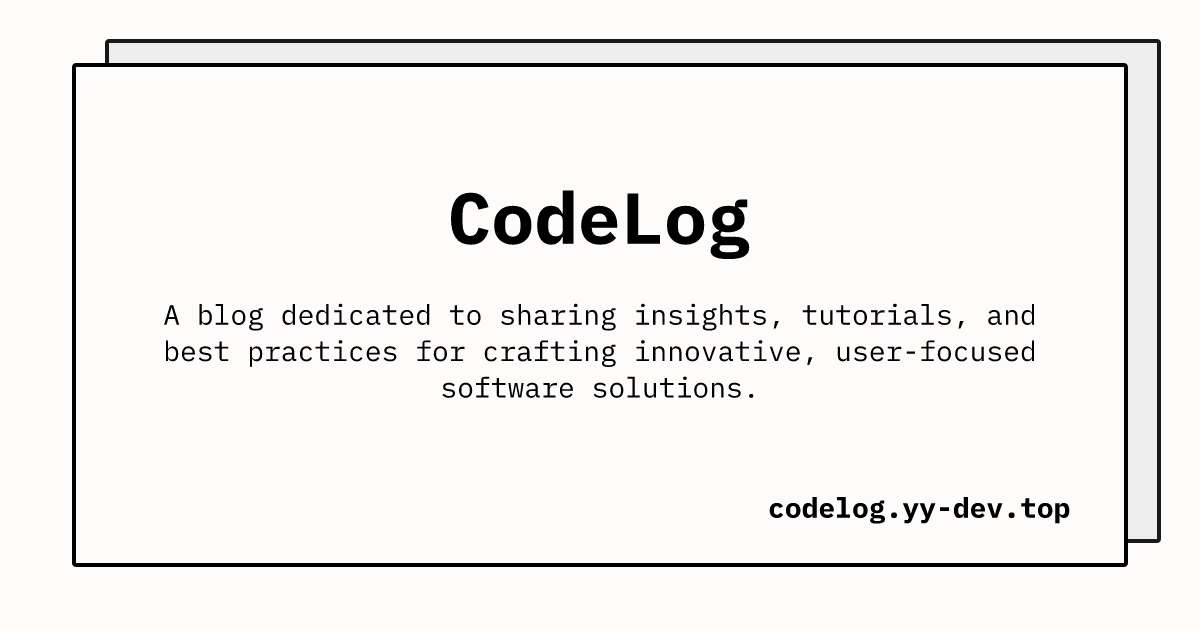 CodeLog
A blog dedicated to sharing insights, tutorials, and
best practices for crafting innovative, user-focused
software solutions.
codelog.yy-dev.top